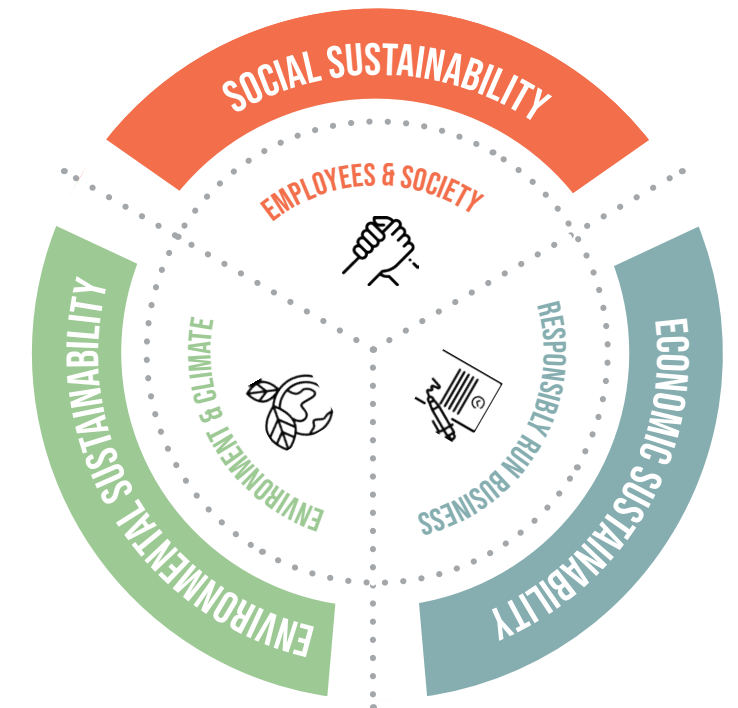 SOCIAL SUSTAINABILITY
EMPLOYEES & SOCIETY
ENVIRONMENTAL SUSTAINABILITY
ENVIRONMENT & CLIMATE
RESPONSIBLY RUN BUSINESS
ECONOMIC SUSTAINABILITY